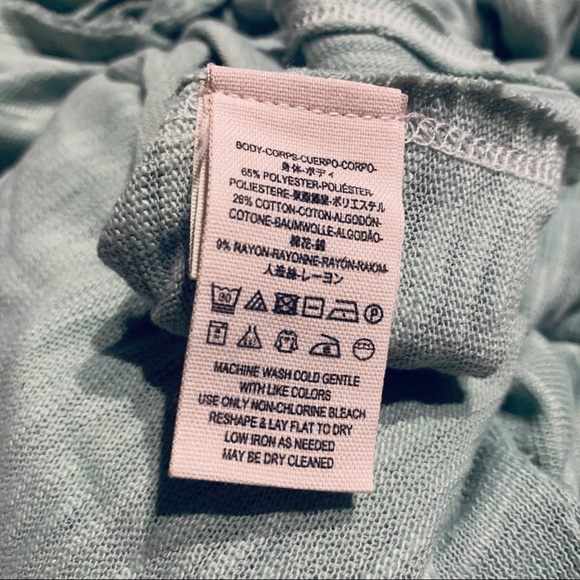 BODY-CORPS-CUERPO-CORPO-
身体-ボディ
65% POLYESTER-POLIÉSTER-
POLIESTERE-聚酯纖維-ポリエステル
26% COTTON-COTON-ALGODÓN-
COTONE-BAUMWOLLE-ALGODÃO-
棉花-綿
9% RAYON-RAYONNE-RAYÓN-RAIOM-
人造絲-レーヨン
30
P
MACHINE WASH COLD GENTLE
WITH LIKE COLORS
USE ONLY NON-CHLORINE BLEACH
RESHAPE & LAY FLAT TO DRY
LOW IRON AS NEEDED
MAY BE DRY CLEANED